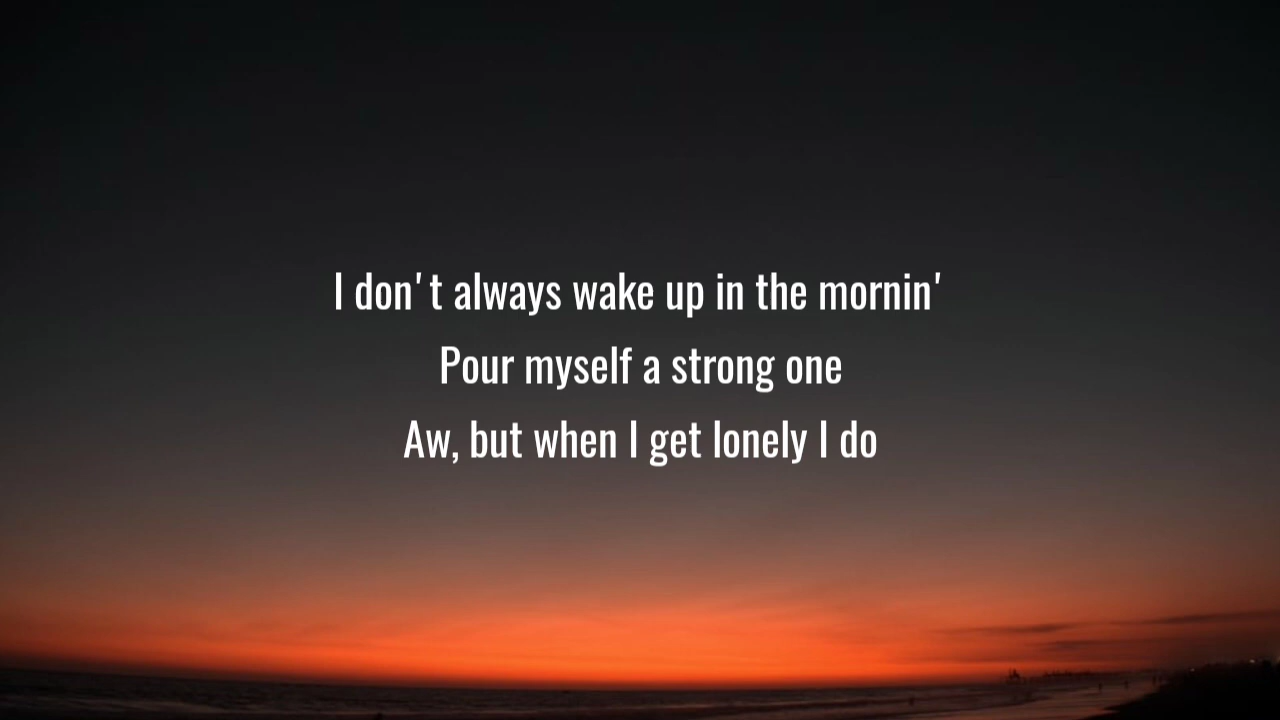 I don't always wake up in the mornin'
Pour myself a strong one
Aw, but when I get lonely I do